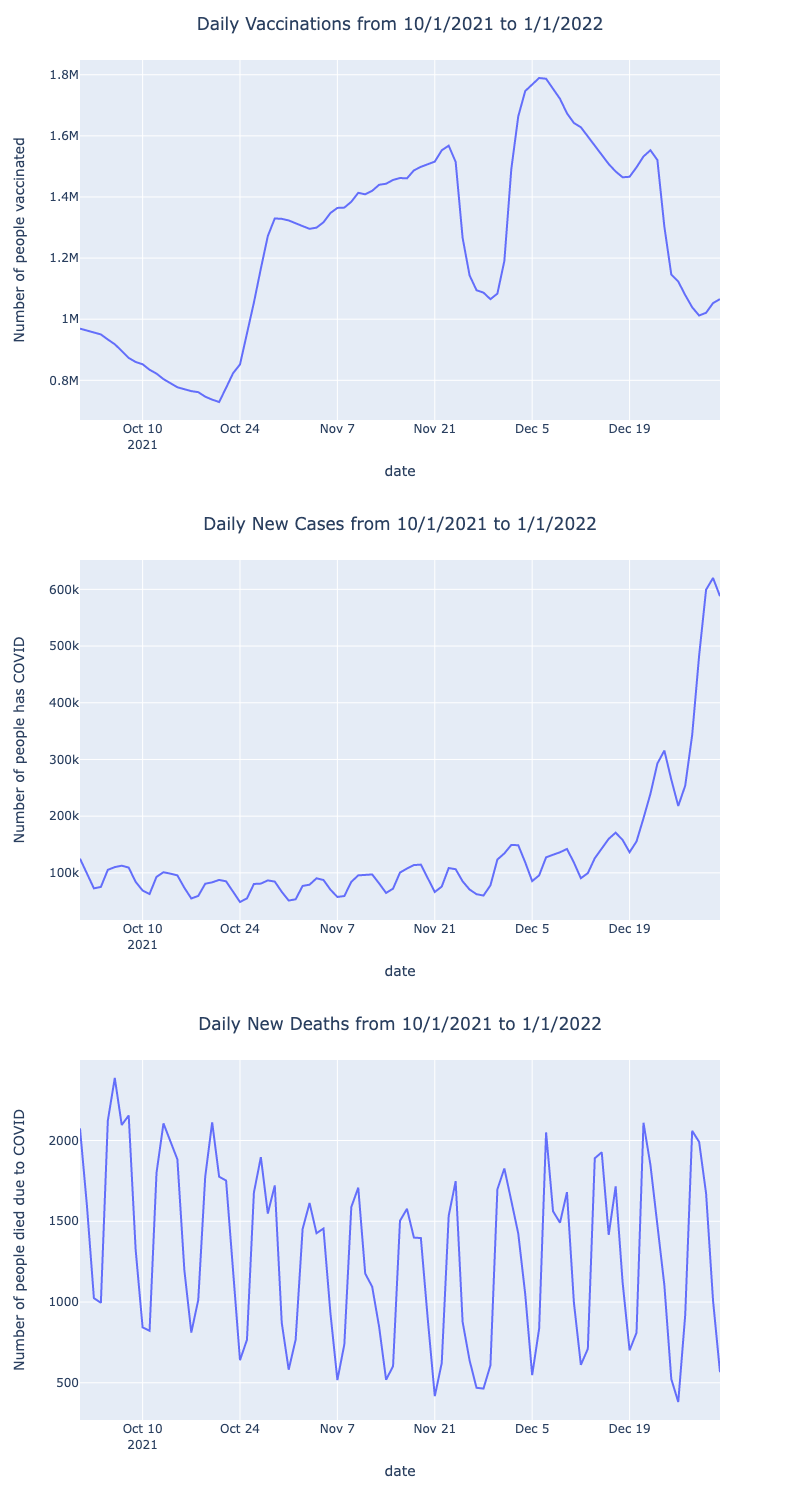 Daily Vaccinations from 10/1/2021 to 1/1/2022
Number of people vaccinated
1.8M
1.6M
1.4M
1.2M
1M
0.8M
Oct 10 Oct 24 Nov 7 Nov 21 Dec 5 Dec 19
2021
date
Daily New Cases from 10/1/2021 to 1/1/2022
Number of people has COVID
600k
500k
400k
300k
200k
100k
Oct 10 Oct 24 Nov 7 Nov 21 Dec 5 Dec 19
2021
date
Daily New Deaths from 10/1/2021 to 1/1/2022
Number of people died due to COVID
2000
1500
1000
500
Oct 10 Oct 24 Nov 7 Nov 21 Dec 5 Dec 19
2021
date